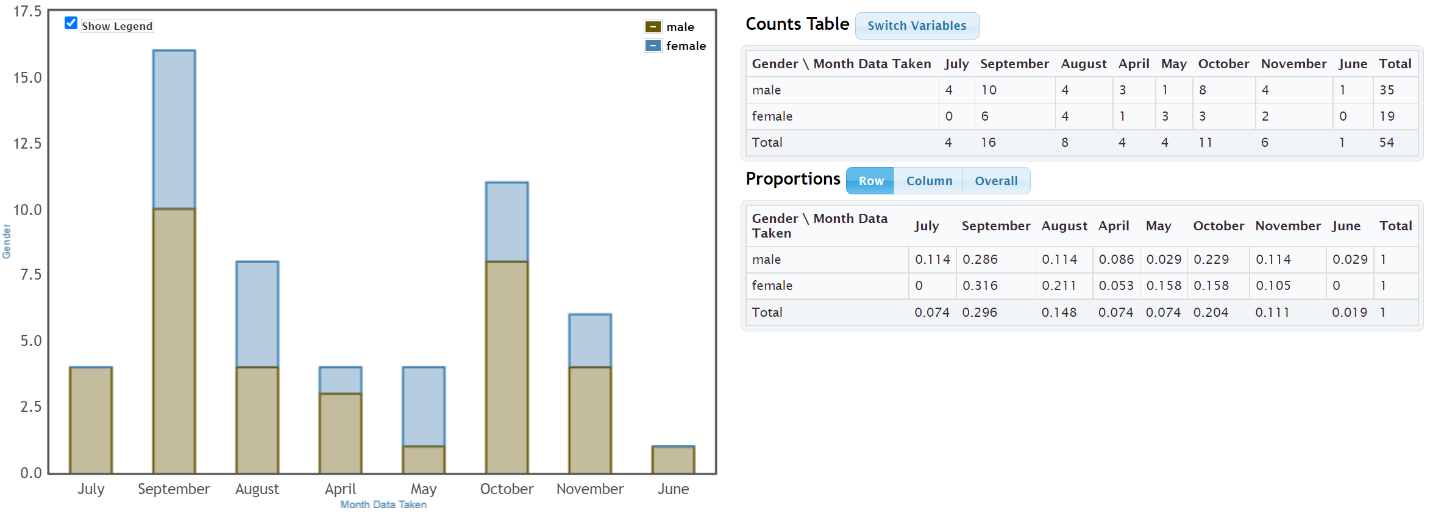 17.5
15.0
12.5
10.0
7.5
5.0
2.5
0.0
Gender
Show Legend
male
female
July September August April May October November June
Month Data Taken
Counts Table Switch Variables
Gender \ Month Data Taken July September August April May October November June Total
male 4 10 4 3 1 8 4 1 35
female 0 6 4 1 3 3 2 0 19
Total 4 16 8 4 4 11 6 1 54
Proportions Row Column Overall
Gender \ Month Data
Taken July September August April May October November June Total
male 0.114 0.286 0.114 0.086 0.029 0.229 0.114 0.029 1
female 0 0.316 0.211 0.053 0.158 0.158 0.105 0 1
Total 0.074 0.296 0.148 0.074 0.074 0.204 0.111 0.019 1